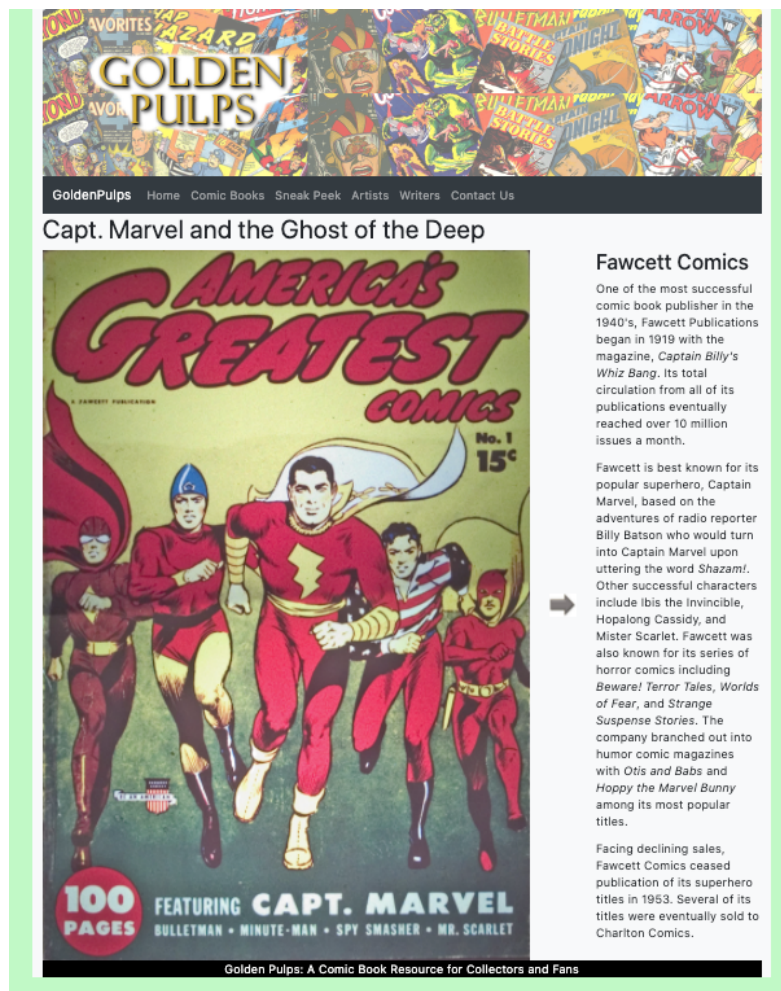 GOLDEN
PULPS
FAVORITES
HAZARD
BULLETMAN
BATTLE
STORIES
ARROW
GoldenPulps Home Comic Books Sneak Peek Artists Writers Contact Us
Capt. Marvel and the Ghost of the Deep
AMERICA'S
GREATEST
COMICS
A FAWCETT PUBLICATION
No. 1
15¢
100
PAGES
FEATURING CAPT. MARVEL
BULLETMAN • MINUTE-MAN • SPY SMASHER • MR. SCARLET
Fawcett Comics
One of the most successful
comic book publisher in the
1940's, Fawcett Publications
began in 1919 with the
magazine, Captain Billy's
Whiz Bang. Its total
circulation from all of its
publications eventually
reached over 10 million
issues a month.
Fawcett is best known for its
popular superhero, Captain
Marvel, based on the
adventures of radio reporter
Billy Batson who would turn
into Captain Marvel upon
uttering the word Shazam!.
Other successful characters
include Ibis the Invincible,
Hopalong Cassidy, and
Mister Scarlet. Fawcett was
also known for its series of
horror comics including
Beware! Terror Tales, Worlds
of Fear, and Strange
Suspense Stories. The
company branched out into
humor comic magazines
with Otis and Babs and
Hoppy the Marvel Bunny
among its most popular
titles.
Facing declining sales,
Fawcett Comics ceased
publication of its superhero
titles in 1953. Several of its
titles were eventually sold to
Charlton Comics.
Golden Pulps: A Comic Book Resource for Collectors and Fans